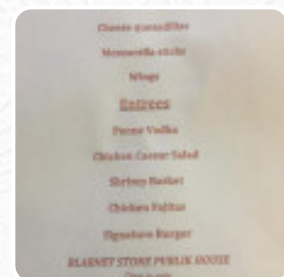 Cheese quesadillas
Mozzarella sticks
Wings
Entrees
Penne Vodka
Chicken Caesar Salad
Shrimp Basket
Chicken Fajitas
Signature Burger
BLARNEY STONE PUBLIK HOUSE